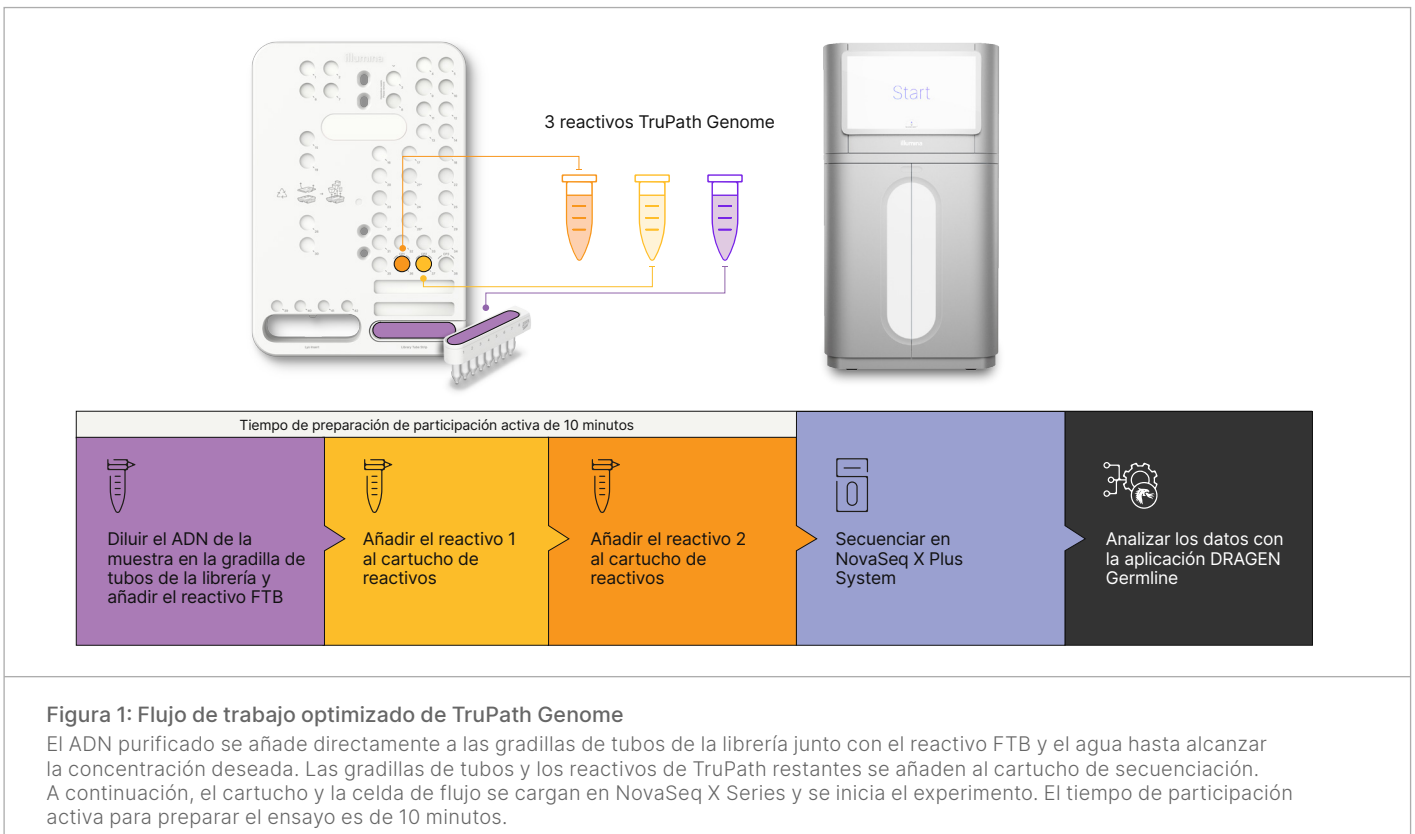 illumina
3 reactivos TruPath Genome
Start
illumina
Tiempo de preparación de participación activa de 10 minutos
Diluir el ADN de la
muestra en la gradilla de
tubos de la librería y
añadir el reactivo FTB
Añadir el reactivo 1
al cartucho de
reactivos
Añadir el reactivo 2
al cartucho de
reactivos
Secuenciar en
NovaSeq X Plus
System
Analizar los datos con
la aplicación DRAGEN
Germline
Figura 1: Flujo de trabajo optimizado de TruPath Genome
El ADN purificado se añade directamente a las gradillas de tubos de la librería junto con el reactivo FTB y el agua hasta alcanzar
la concentración deseada. Las gradillas de tubos y los reactivos de TruPath restantes se añaden al cartucho de secuenciación.
A continuación, el cartucho y la celda de flujo se cargan en NovaSeq X Series y se inicia el experimento. El tiempo de participación
activa para preparar el ensayo es de 10 minutos.